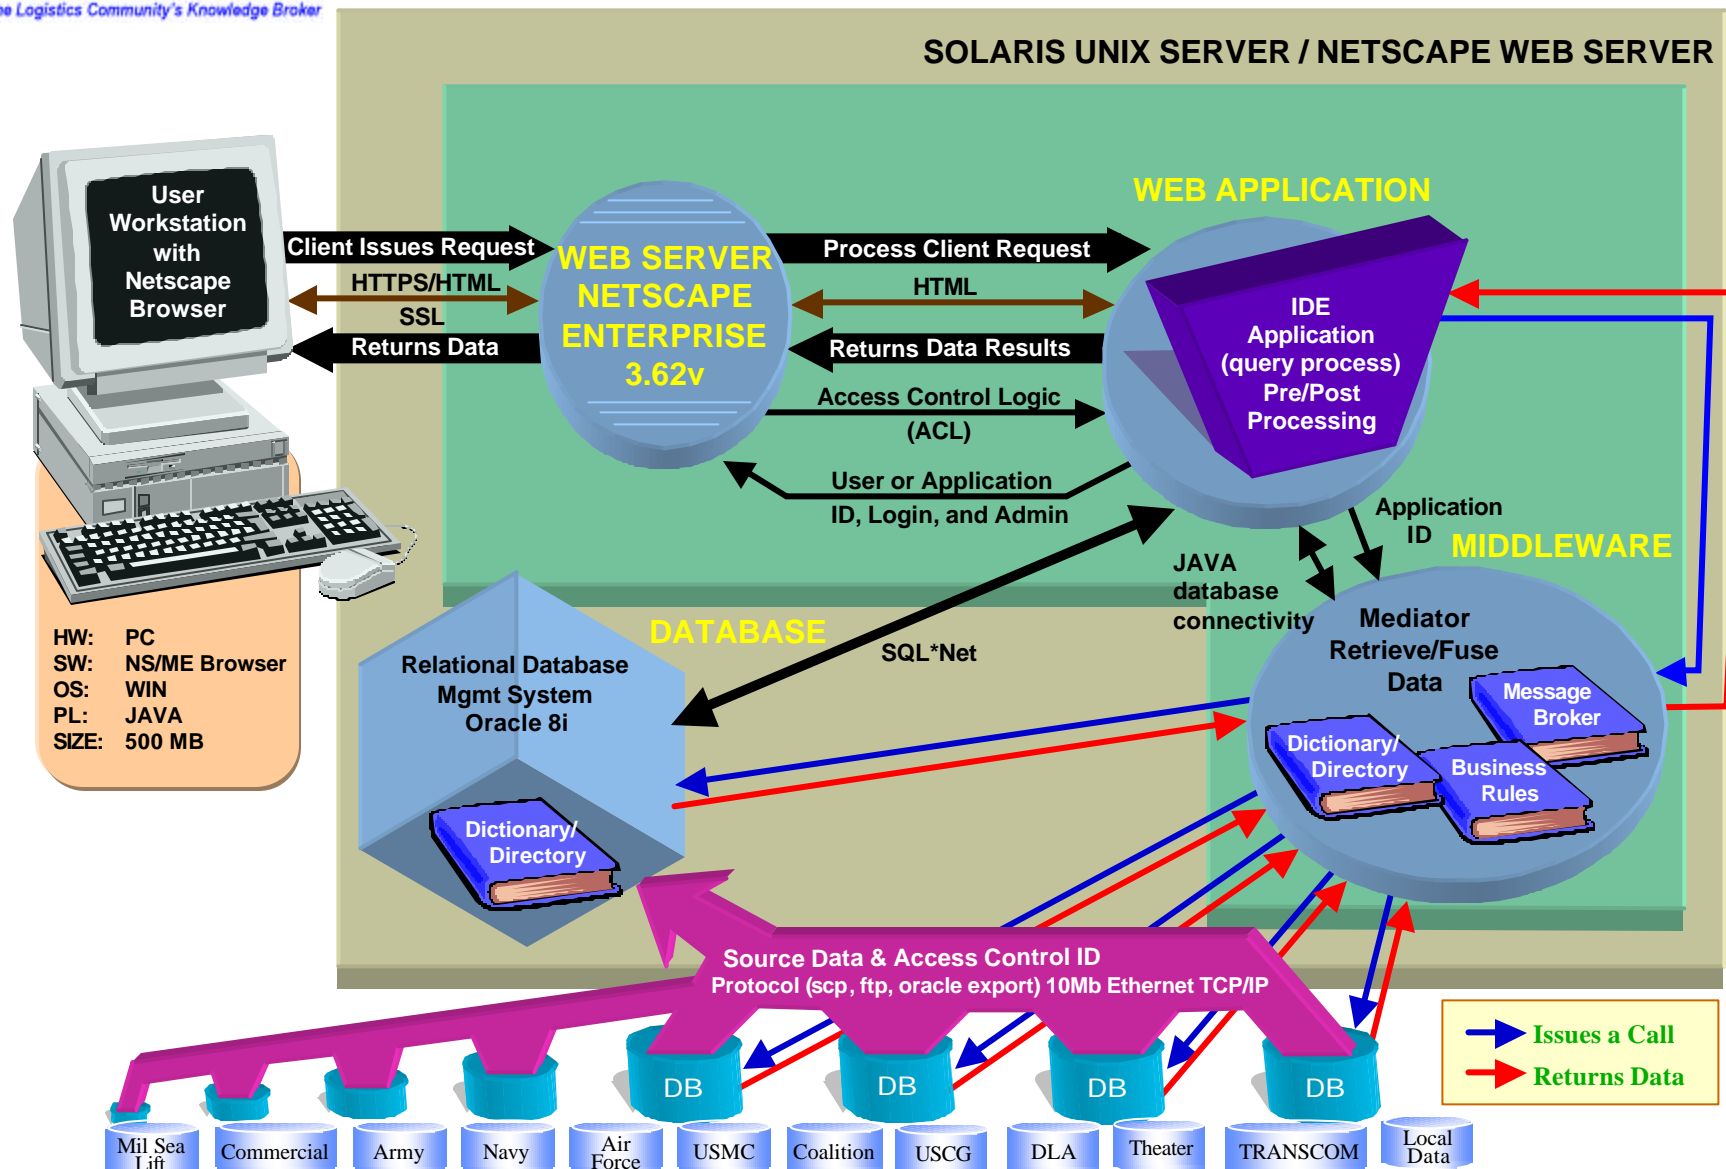 Logistics Community's Knowledge Broker
SOLARIS UNIX SERVER / NETSCAPE WEB SERVER
User
Workstation
with
Netscape
Browser
Client Issues Request
HTTPS/HTML
SSL
Returns Data
WEB SERVER
NETSCAPE
ENTERPRISE
3.62v
Process Client Request
HTML
Returns Data Results
Access Control Logic
(ACL)
User or Application
ID, Login, and Admin
WEB APPLICATION
IDE
Application
(query process)
Pre/Post
Processing
Application
ID
MIDDLEWARE
JAVA
database
connectivity
Mediator
Retrieve/Fuse
Data
Message
Broker
Dictionary/
Directory
Business
Rules
HW: PC
SW: NS/ME Browser
OS: WIN
PL: JAVA
SIZE: 500 MB
DATABASE
SQL*Net
Relational Database
Mgmt System
Oracle 8i
Dictionary/
Directory
Source Data & Access Control ID
Protocol (scp, ftp, oracle export) 10Mb Ethernet TCP/IP
Issues a Call
Returns Data
DB
DB
DB
DB
Mil Sea
Lift
Commercial
Army
Navy
Air
Force
USMC
Coalition
USCG
DLA
Theater
TRANSCOM
Local
Data